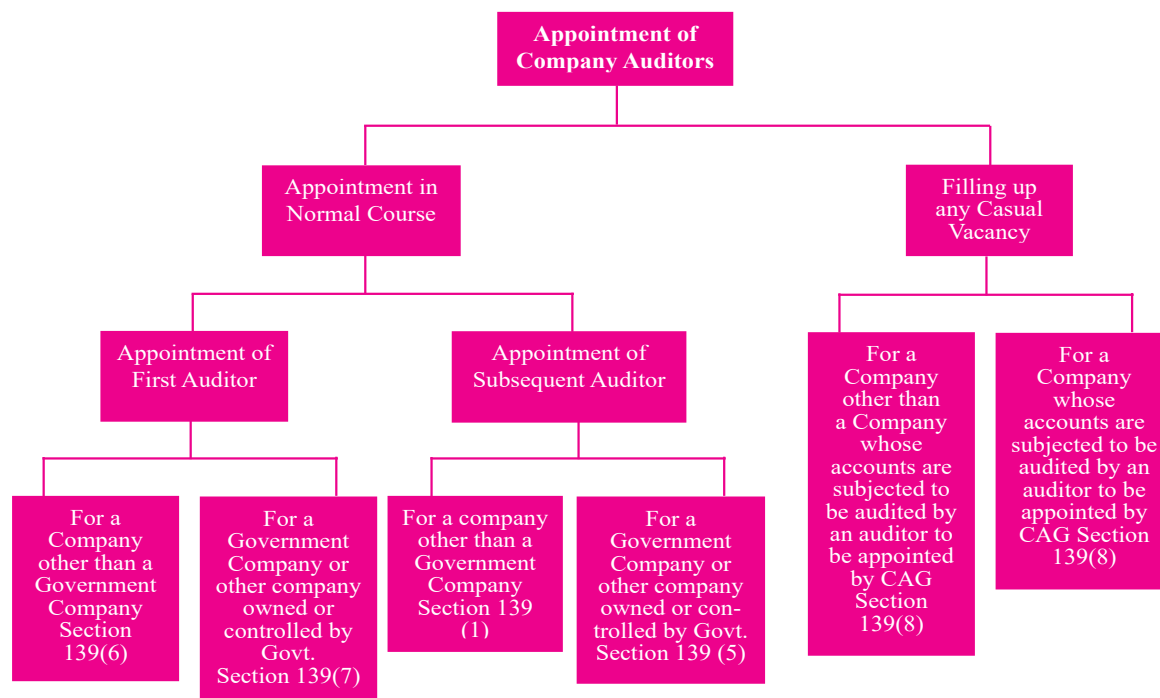 Appointment of
Company Auditors
Appointment in
Normal Course
Filling up
any Casual
Vacancy
Appointment of
First Auditor
Appointment of
Subsequent Auditor
For a
Company
other than a
Government
Company
Section
139(6)
For a
Government
Company or
other company
owned or
controlled by
Govt.
Section 139(7)
For a company
other than a
Government
Company
Section 139
(1)
For a
Government
Company or
other company
owned or con-
trolled by Govt.
Section 139 (5)
For a
Company
other than
a Company
whose
accounts are
subjected to
be audited by
an auditor to
be appointed
by CAG
Section
139(8)
For a
Company
whose
accounts are
subjected to be
audited by an
auditor to be
appointed by
CAG Section
139(8)